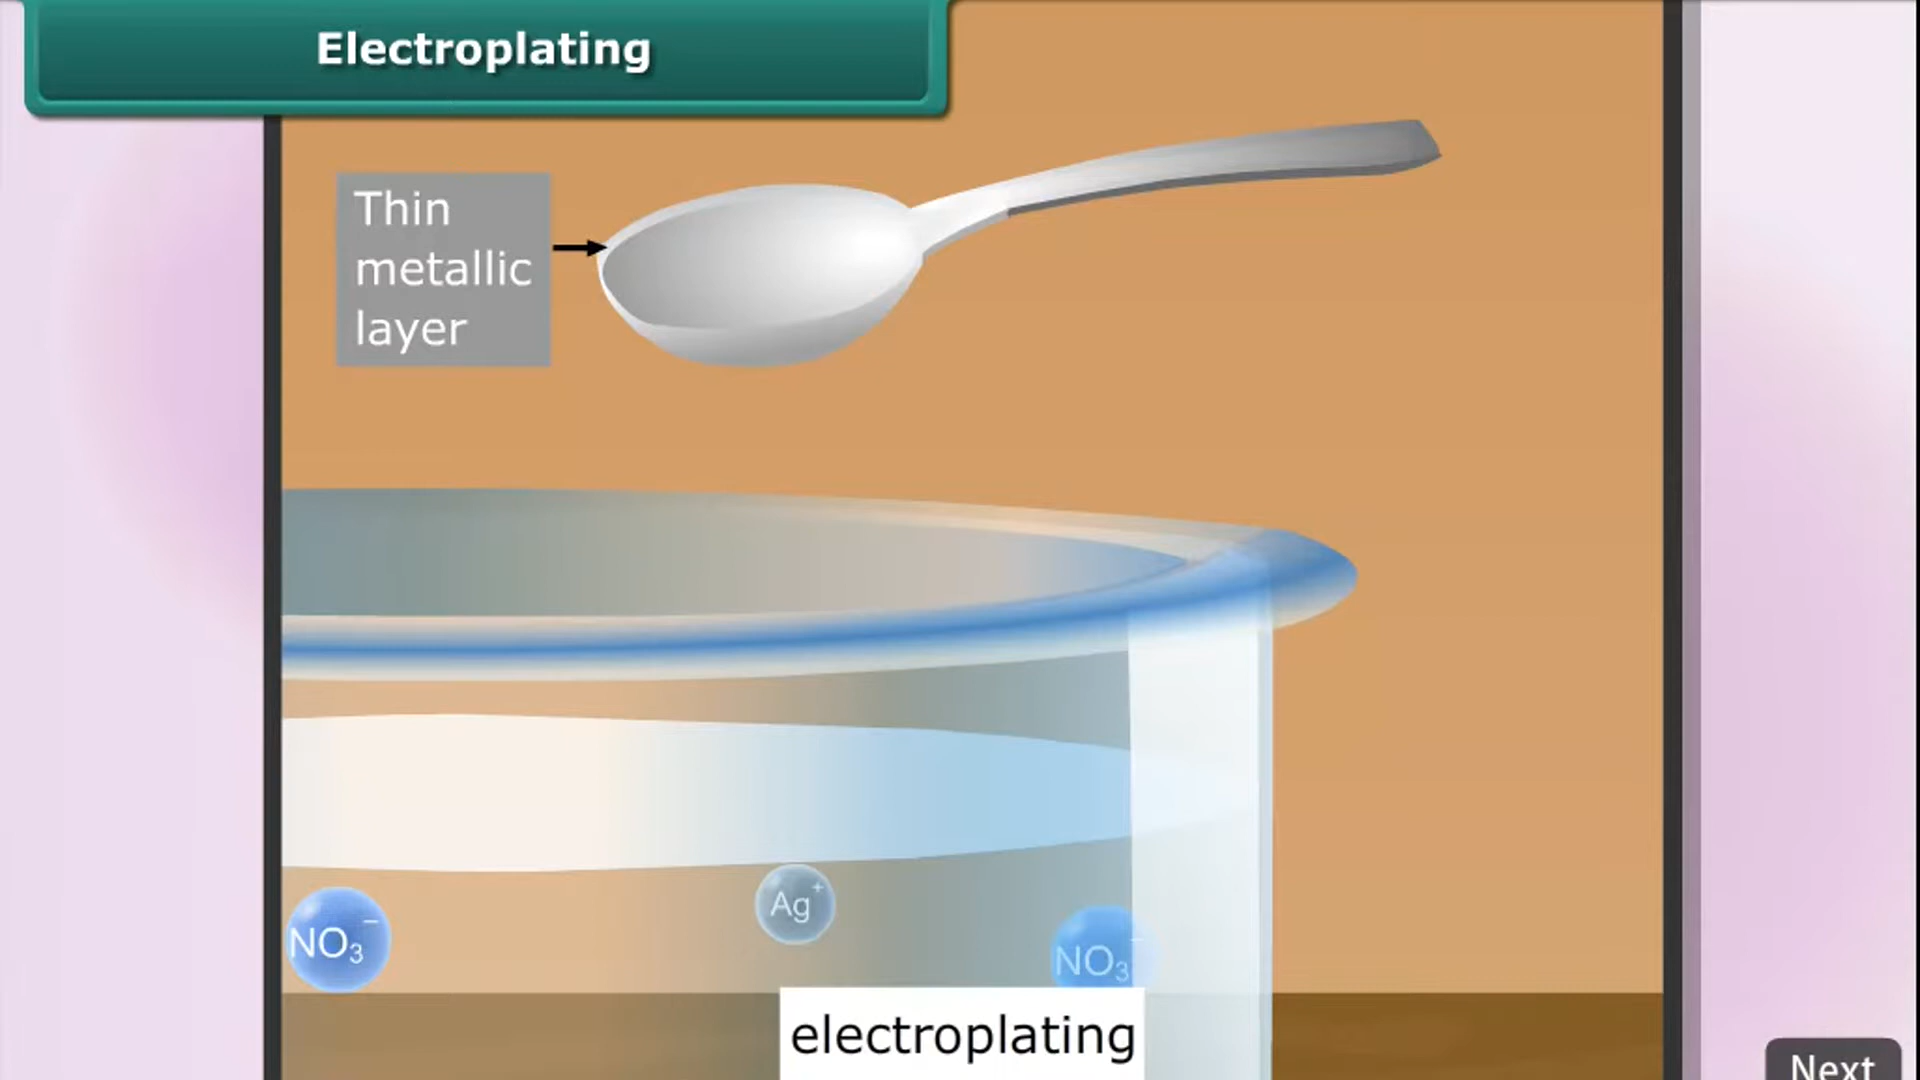 Electroplating
Thin
metallic
layer
Ag⁺
NO₃⁻
NO₃⁻
electroplating
Next